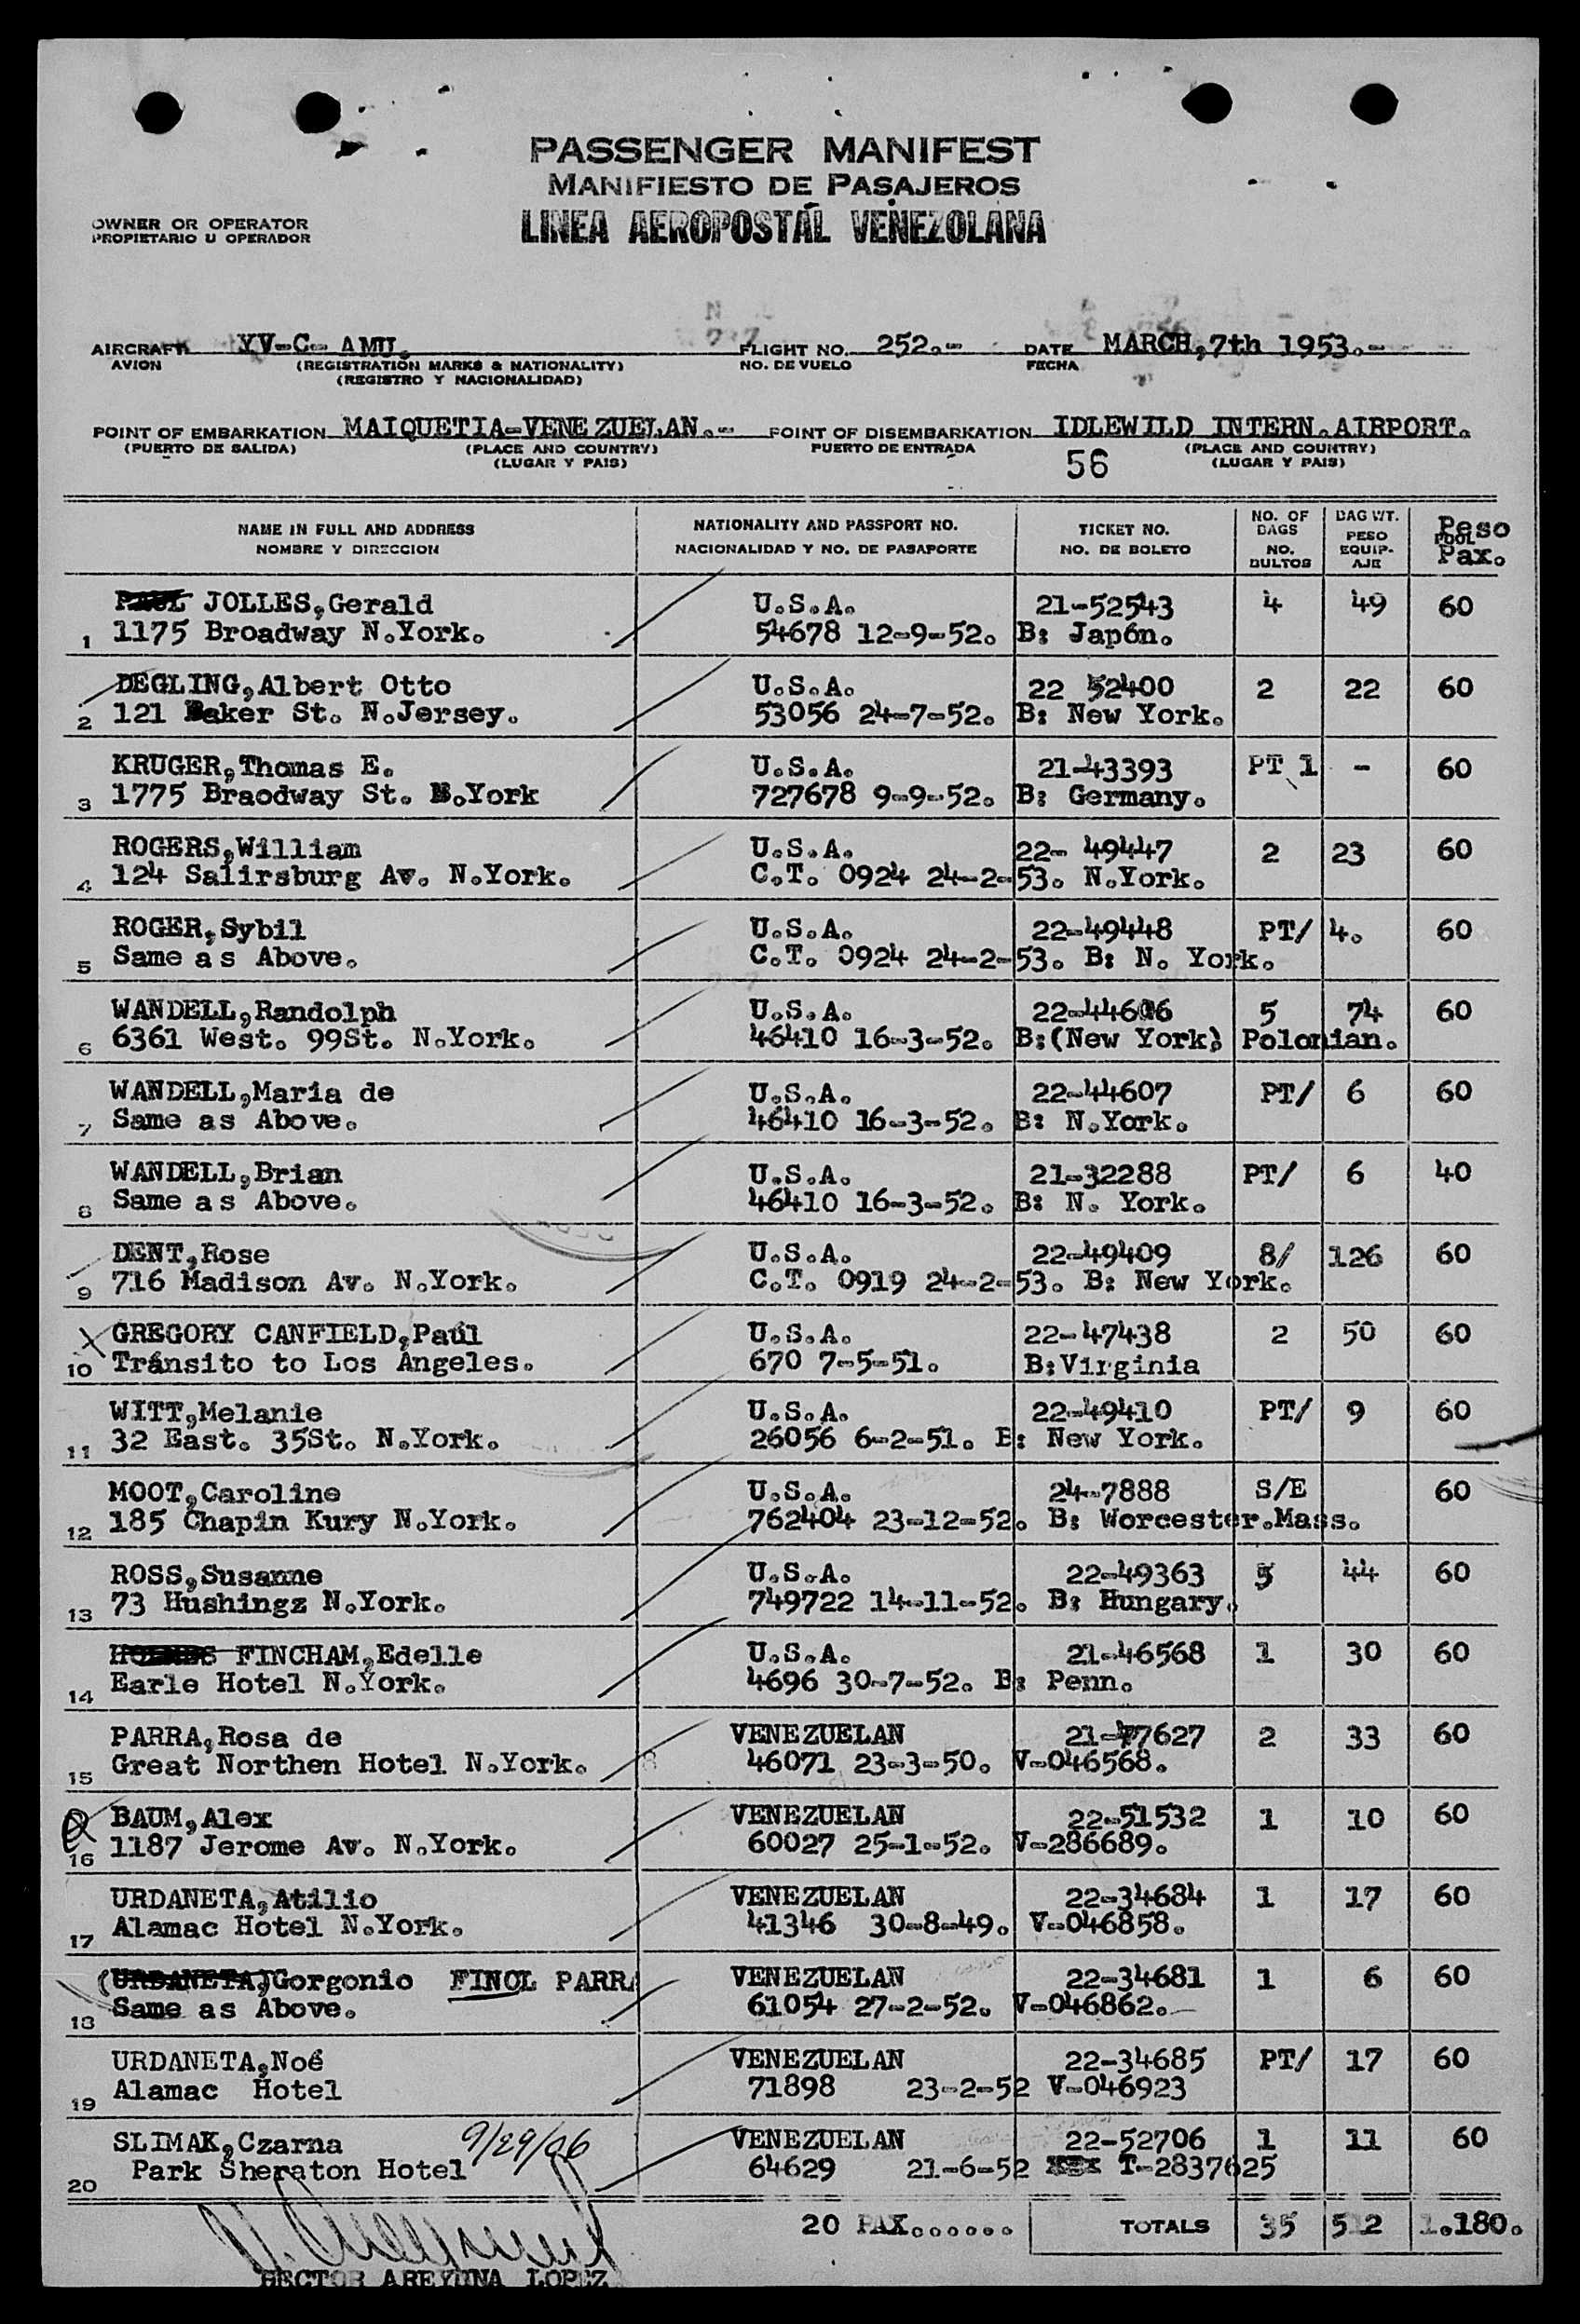 PASSENGER MANIFEST
MANIFIESTO DE PASAJEROS
OWNER OR OPERATOR
PROPIETARIO U OPERADOR
LINEA AEROPOSTAL VENEZOLANA
AIRCRAFT YV-C- AMU. FLIGHT NO. 252.- DATE MARCH,7th 1953.-
AVION (REGISTRATION MARKS & NATIONALITY) NO. DE VUELO FECHA
(REGISTRO Y NACIONALIDAD)
POINT OF EMBARKATION MAIQUETIA-VENEZUELAN.- POINT OF DISEMBARKATION IDLEWILD INTERN.AIRPORT.
(PUERTO DE SALIDA) (PLACE AND COUNTRY) PUERTO DE ENTRADA (PLACE AND COUNTRY)
(LUGAR Y PAIS) 56 (LUGAR Y PAIS)
NAME IN FULL AND ADDRESS NATIONALITY AND PASSPORT NO. TICKET NO. NO. OF BAGS BAG WT. Peso
NOMBRE Y DIRECCION NACIONALIDAD Y NO. DE PASAPORTE NO. DE BOLETO NO. BULTOS PESO EQUIP-AJE POOL Pax.
PAUL JOLLES,Gerald U.S.A. 21-52543 4 49 60
1 1175 Broadway N.York. 54678 12-9-52. B: Japón.
DEGLING,Albert Otto U.S.A. 22 52400 2 22 60
2 121 Baker St. N.Jersey. 53056 24-7-52. B: New York.
KRUGER,Thomas E. U.S.A. 21-43393 PT 1 - 60
3 1775 Braodway St. N.York 727678 9-9-52. B: Germany.
ROGERS,William U.S.A. 22- 49447 2 23 60
4 124 Salirsburg Av. N.York. C.T. 0924 24-2-53. N.York.
ROGER,Sybil U.S.A. 22-49448 PT/ 4. 60
5 Same as Above. C.T. 0924 24-2-53. B: N. York.
WANDELL,Randolph U.S.A. 22-44606 5 74 60
6 6361 West. 99St. N.York. 46410 16-3-52. B:(New York) Polonian.
WANDELL,Maria de U.S.A. 22-44607 PT/ 6 60
7 Same as Above. 46410 16-3-52. B: N.York.
WANDELL,Brian U.S.A. 21-32288 PT/ 6 40
8 Same as Above. 46410 16-3-52. B: N. York.
DENT,Rose U.S.A. 22-49409 8/ 126 60
9 716 Madison Av. N.York. C.T. 0919 24-2-53. B: New York.
GREGORY CANFIELD,Paul U.S.A. 22-47438 2 50 60
10 Tránsito to Los Angeles. 670 7-5-51. B:Virginia
WITT,Melanie U.S.A. 22-49410 PT/ 9 60
11 32 East. 35St. N.York. 26056 6-2-51. B: New York.
MOOT,Caroline U.S.A. 24-7888 S/E 60
12 185 Chapin Kury N.York. 762404 23-12-52. B: Worcester.Mass.
ROSS,Susanne U.S.A. 22-49363 5 44 60
13 73 Hushingz N.York. 749722 14-11-52. B: Hungary.
HOLMES FINCHAM,Edelle U.S.A. 21-46568 1 30 60
14 Earle Hotel N.York. 4696 30-7-52. B: Penn.
PARRA,Rosa de VENEZUELAN 21-47627 2 33 60
15 Great Northen Hotel N.York. 46071 23-3-50. V-046568.
BAUM,Alex VENEZUELAN 22-51532 1 10 60
16 1187 Jerome Av. N.York. 60027 25-1-52. V-286689.
URDANETA,Atilio VENEZUELAN 22-34684 1 17 60
17 Alamac Hotel N.York. 41346 30-8-49. V-046858.
(URDANETA,)Gorgonio FINOL PARRA VENEZUELAN 22-34681 1 6 60
18 Same as Above. 61054 27-2-52. V-046862.
URDANETA,Noé VENEZUELAN 22-34685 PT/ 17 60
19 Alamac Hotel 71898 23-2-52 V-046923
SLIMAK,Czarna 9/29/06 VENEZUELAN 22-52706 1 11 60
20 Park Sheraton Hotel 64629 21-6-52 T-2837625
20 PAX...... TOTALS 35 512 1.180.
HECTOR AREYUNA LOPEZ